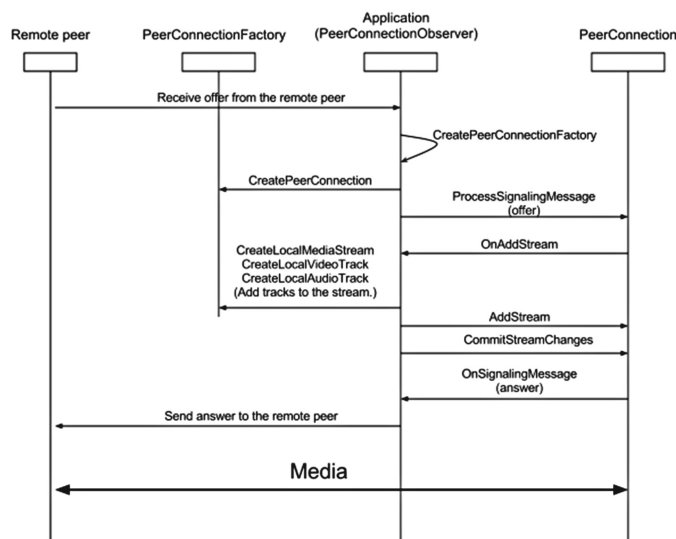 Remote peer
PeerConnectionFactory
Application
(PeerConnectionObserver)
PeerConnection
Receive offer from the remote peer
CreatePeerConnectionFactory
CreatePeerConnection
ProcessSignalingMessage
(offer)
OnAddStream
CreateLocalMediaStream
CreateLocalVideoTrack
CreateLocalAudioTrack
(Add tracks to the stream.)
AddStream
CommitStreamChanges
OnSignalingMessage
(answer)
Send answer to the remote peer
Media